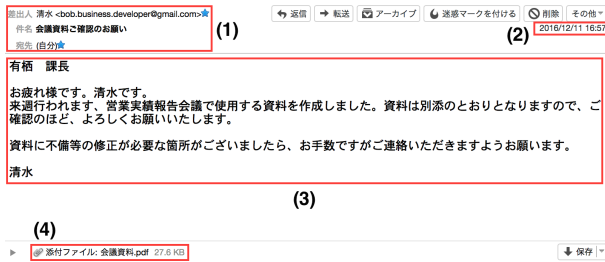 差出人 清水 <bob.business.developer@gmail.com> 返信 転送 アーカイブ 迷惑マークを付ける 削除 その他
件名 会議資料ご確認のお願い (1) (2) 2016/12/11 16:57
宛先 (自分)
有栖　課長
お疲れ様です。清水です。
来週行われます、営業実績報告会議で使用する資料を作成しました。資料は別添のとおりとなりますので、ご
確認のほど、よろしくお願いいたします。
資料に不備等の修正が必要な箇所がございましたら、お手数ですがご連絡いただきますようお願います。
清水
(3)
(4)
添付ファイル: 会議資料.pdf 27.6 KB 保存